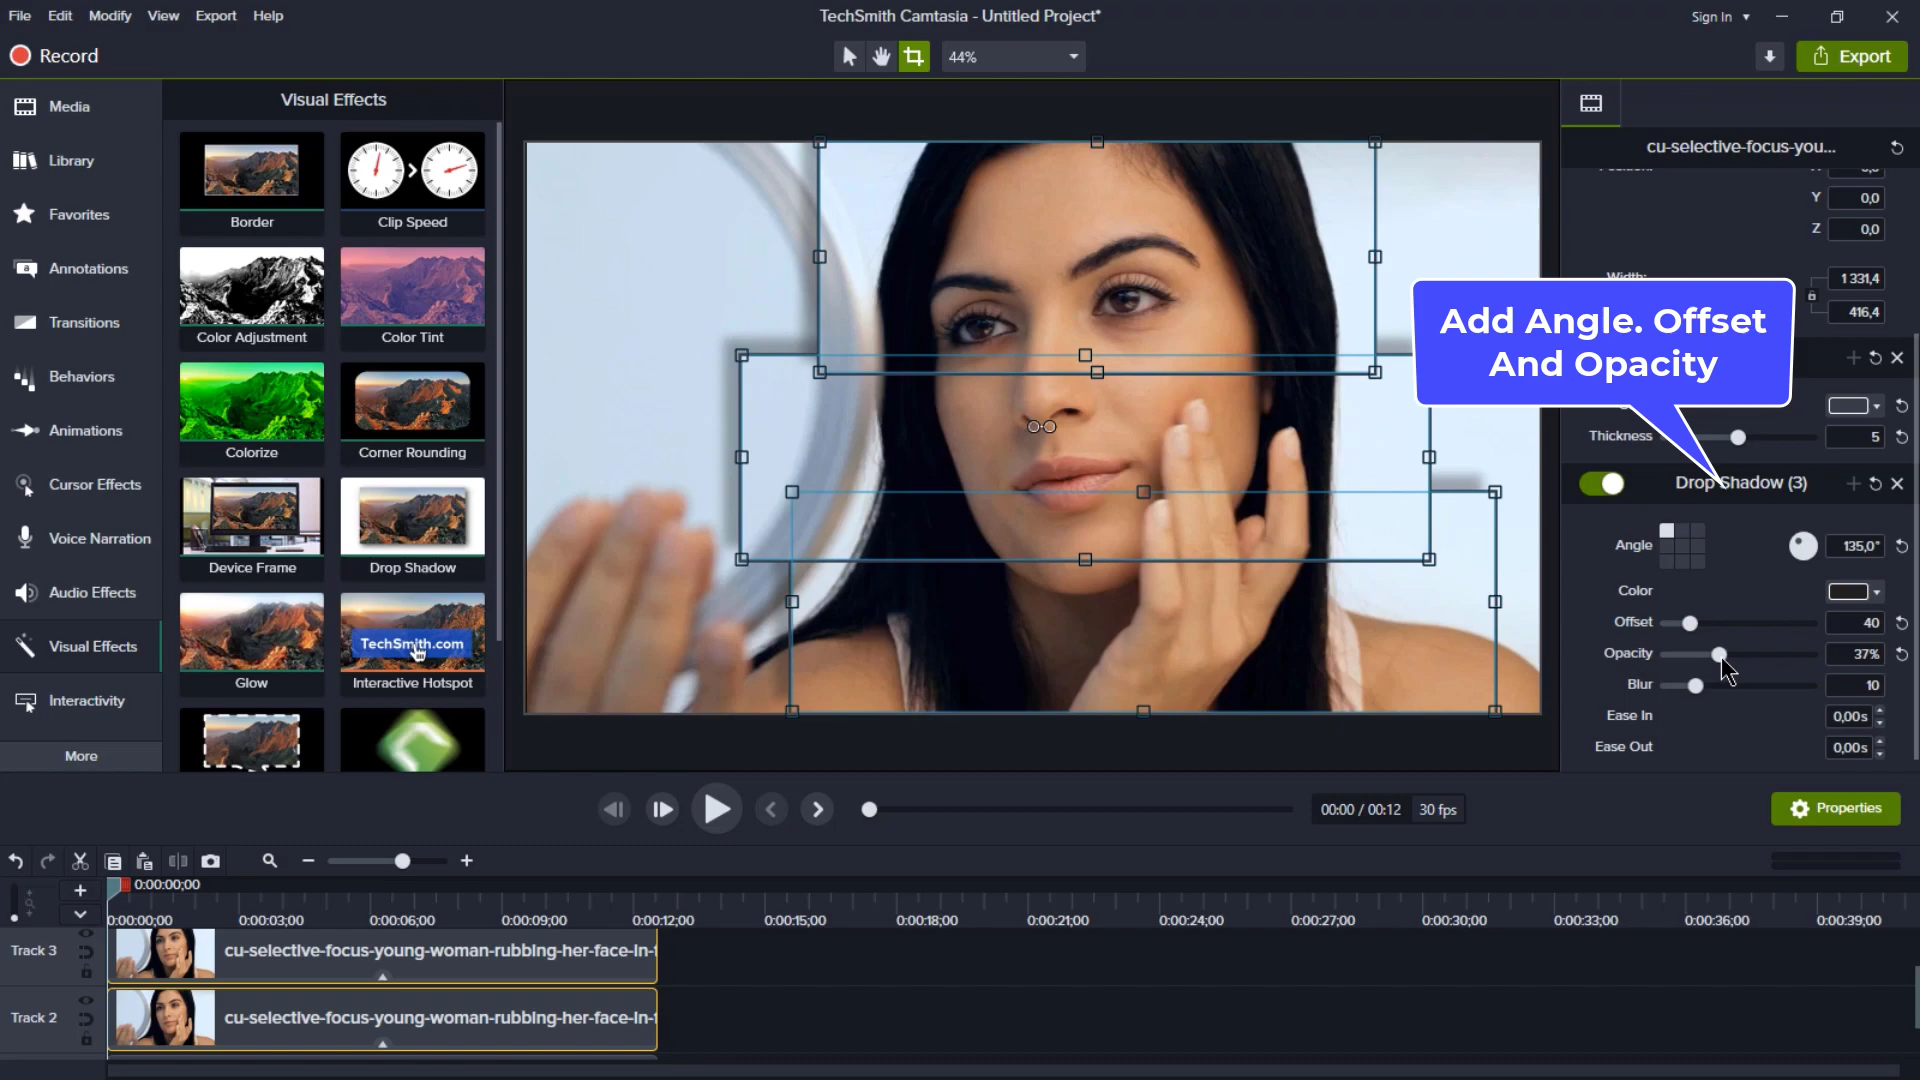 File Edit Modify View Export Help
TechSmith Camtasia - Untitled Project*
Sign In
Record
44%
Export
Media
Library
Favorites
Annotations
Transitions
Behaviors
Animations
Cursor Effects
Voice Narration
Audio Effects
Visual Effects
Interactivity
More
Visual Effects
Border
Clip Speed
Color Adjustment
Color Tint
Colorize
Corner Rounding
Device Frame
Drop Shadow
Glow
TechSmith.com
Interactive Hotspot
cu-selective-focus-you...
Y 0,0
Z 0,0
Width: 1 331,4
416,4
Add Angle. Offset
And Opacity
Thickness 5
Drop Shadow (3)
Angle 135,0°
Color
Offset 40
Opacity 37%
Blur 10
Ease In 0,00s
Ease Out 0,00s
00:00 / 00:12 30 fps
Properties
0:00:00;00
0:00:00;00 0:00:03;00 0:00:06;00 0:00:09;00 0:00:12;00 0:00:15;00 0:00:18;00 0:00:21;00 0:00:24;00 0:00:27;00 0:00:30;00 0:00:33;00 0:00:36;00 0:00:39;00
Track 3
cu-selective-focus-young-woman-rubbing-her-face-in-
Track 2
cu-selective-focus-young-woman-rubbing-her-face-in-